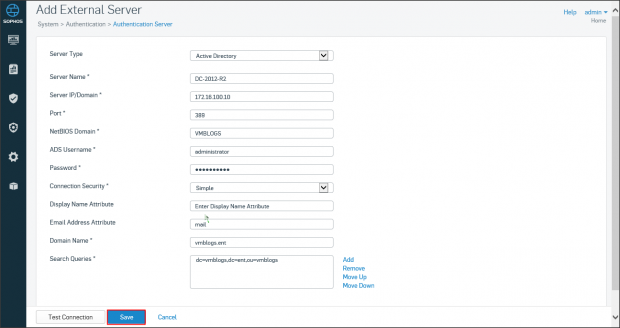 SOPHOS
Add External Server
Help admin
System > Authentication > Authentication Server
Home
Server Type
Active Directory
Server Name *
DC-2012-R2
Server IP/Domain *
172.16.100.10
Port *
389
NetBIOS Domain *
VMBLOGS
ADS Username *
administrator
Password *
••••••••••
Connection Security *
Simple
Display Name Attribute
Enter Display Name Attribute
Email Address Attribute
mail
Domain Name *
vmblogs.ent
Search Queries *
dc=vmblogs,dc=ent,ou=vmblogs
Add
Remove
Move Up
Move Down
Test Connection Save Cancel